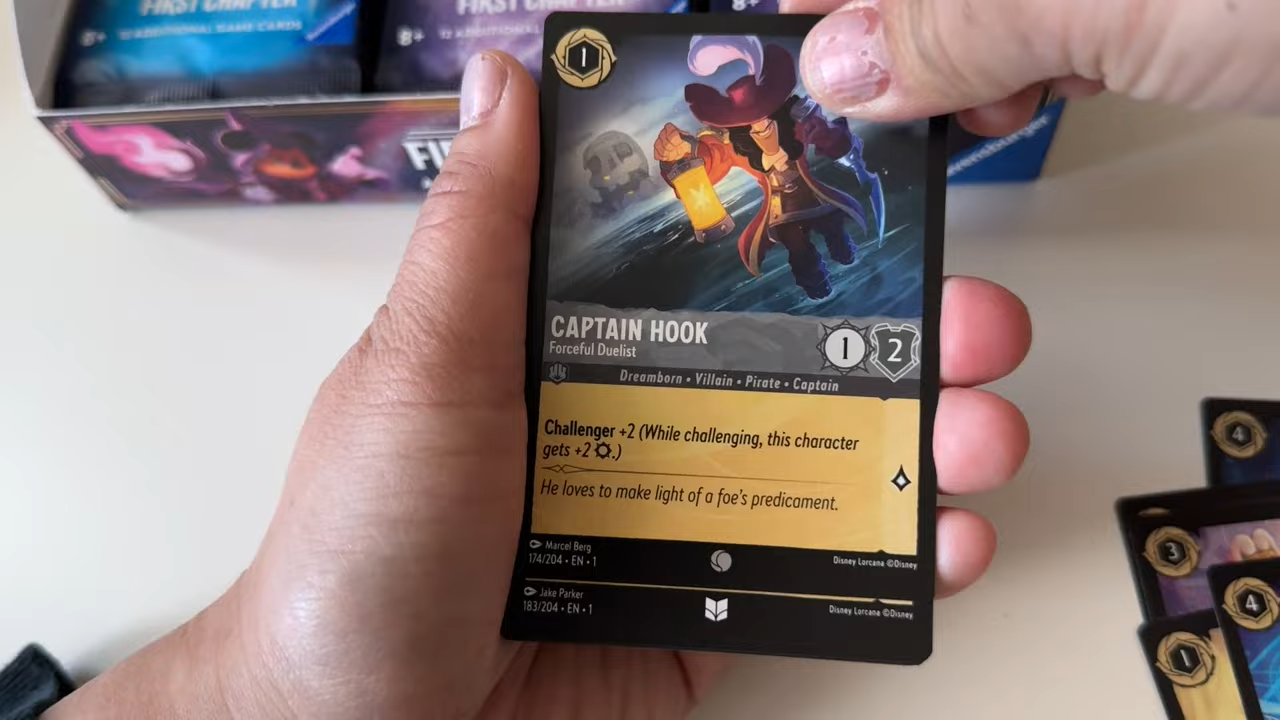 FIRST CHAPTER
FIRST CHAPTER
8+ 12 ADDITIONAL GAME CARDS
8+
8+
1
CAPTAIN HOOK
Forceful Duelist
1
2
Dreamborn • Villain • Pirate • Captain
Challenger +2 (While challenging, this character
gets +2 .)
He loves to make light of a foe's predicament.
Marcel Berg
174/204 • EN • 1
Disney Lorcana ©Disney
Jake Parker
183/204 • EN • 1
Disney Lorcana ©Disney
4
3
4
1